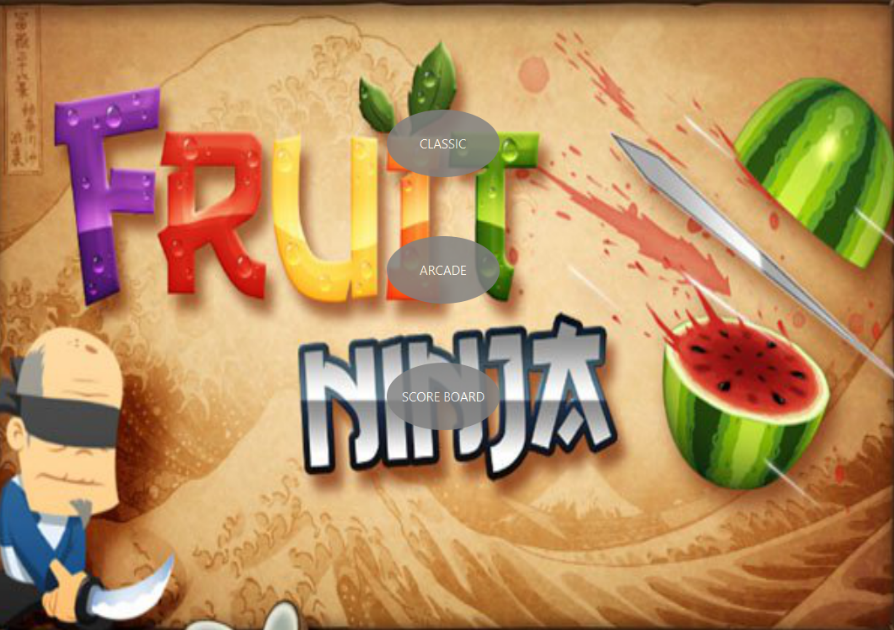 FRUIT
CLASSIC
ARCADE
NINJA
SCORE BOARD